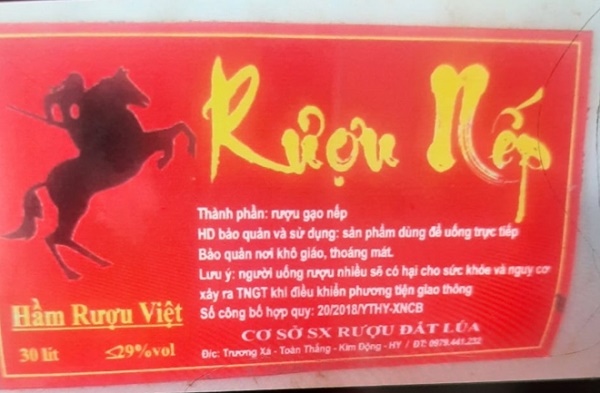 Rượu Nếp
Thành phần: rượu gạo nếp
HD bảo quản và sử dụng: sản phẩm dùng để uống trực tiếp
Bảo quản nơi khô giáo, thoáng mát.
Lưu ý: người uống rượu nhiều sẽ có hại cho sức khỏe và nguy cơ
xảy ra TNGT khi điều khiển phương tiện giao thông
Số công bố hợp quy: 20/2018/YTHY-XNCB
Hầm Rượu Việt
30 lít ≤29%vol
CƠ SỞ SX RƯỢU ĐẤT LÚA
Đ/c: Trương Xá - Toàn Thắng - Kim Động - HY / ĐT: 0979.441.232